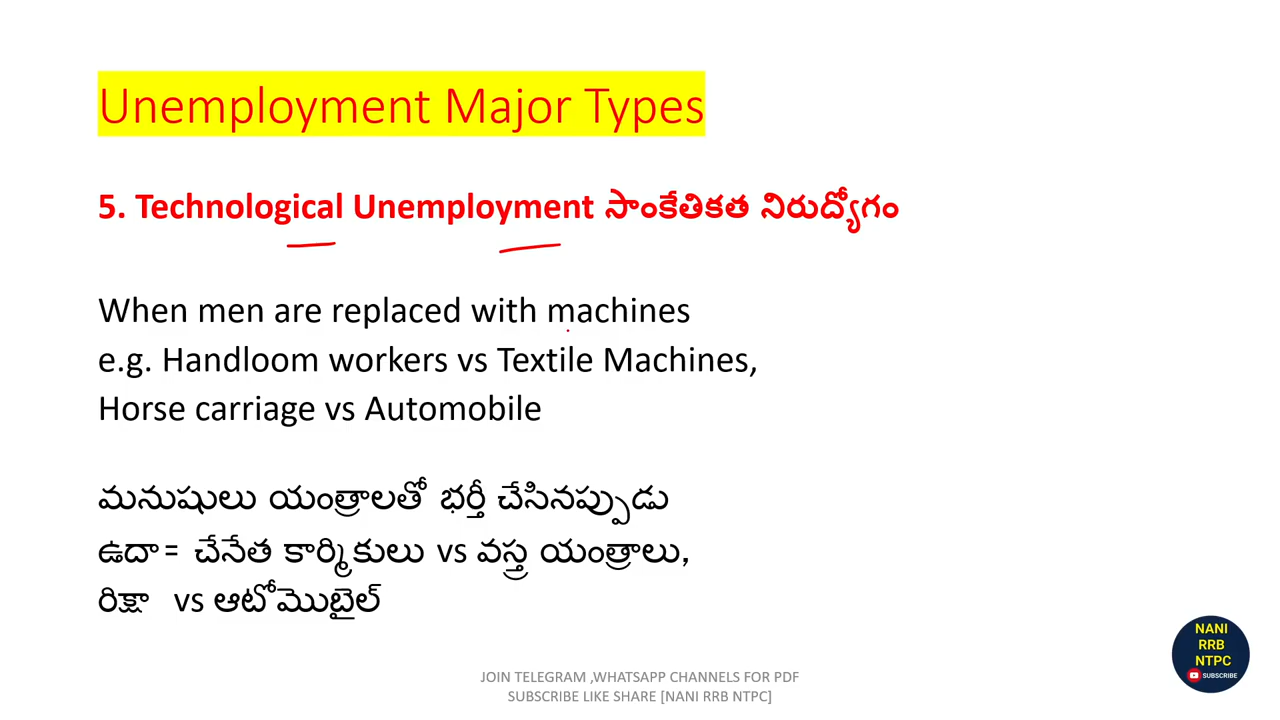 Unemployment Major Types
5. Technological Unemployment సాంకేతికత నిరుద్యోగం
When men are replaced with machines
e.g. Handloom workers vs Textile Machines,
Horse carriage vs Automobile
మనుషులు యంత్రాలతో భర్తీ చేసినప్పుడు
ఉదా= చేనేత కార్మికులు vs వస్త్ర యంత్రాలు,
రిక్షా vs ఆటోమొబైల్
NANI
RRB
NTPC
SUBSCRIBE
JOIN TELEGRAM ,WHATSAPP CHANNELS FOR PDF
SUBSCRIBE LIKE SHARE [NANI RRB NTPC]